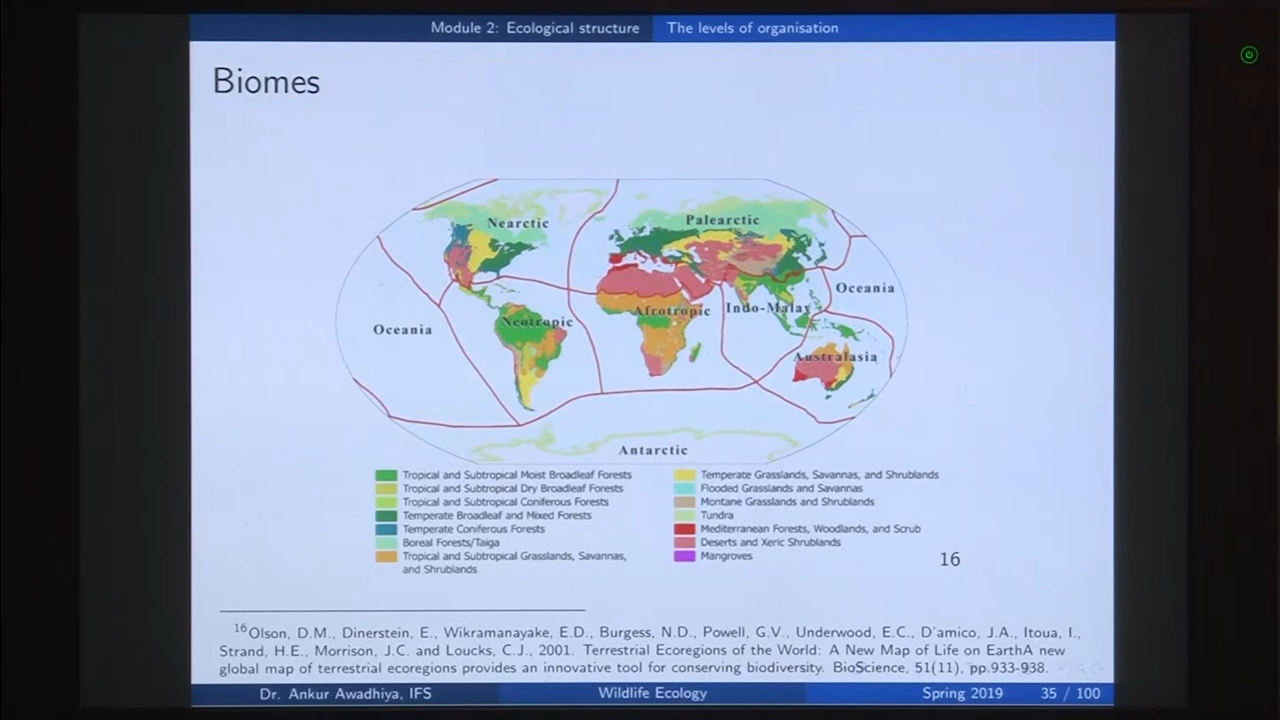 Module 2: Ecological structure The levels of organisation
Biomes
Nearctic
Palearctic
Oceania
Oceania
Neotropic
Afrotropic
Indo-Malay
Australasia
Antarctic
Tropical and Subtropical Moist Broadleaf Forests
Tropical and Subtropical Dry Broadleaf Forests
Tropical and Subtropical Coniferous Forests
Temperate Broadleaf and Mixed Forests
Temperate Coniferous Forests
Boreal Forests/Taiga
Tropical and Subtropical Grasslands, Savannas,
and Shrublands
Temperate Grasslands, Savannas, and Shrublands
Flooded Grasslands and Savannas
Montane Grasslands and Shrublands
Tundra
Mediterranean Forests, Woodlands, and Scrub
Deserts and Xeric Shrublands
Mangroves
16
16 Olson, D.M., Dinerstein, E., Wikramanayake, E.D., Burgess, N.D., Powell, G.V., Underwood, E.C., D'amico, J.A., Itoua, I.,
Strand, H.E., Morrison, J.C. and Loucks, C.J., 2001. Terrestrial Ecoregions of the World: A New Map of Life on EarthA new
global map of terrestrial ecoregions provides an innovative tool for conserving biodiversity. BioScience, 51(11), pp.933-938.
Dr. Ankur Awadhiya, IFS Wildlife Ecology Spring 2019 35 / 100